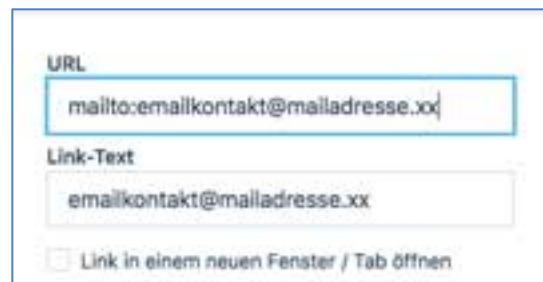 URL
mailto:emailkontakt@mailadresse.xx
Link-Text
emailkontakt@mailadresse.xx
Link in einem neuen Fenster / Tab öffnen